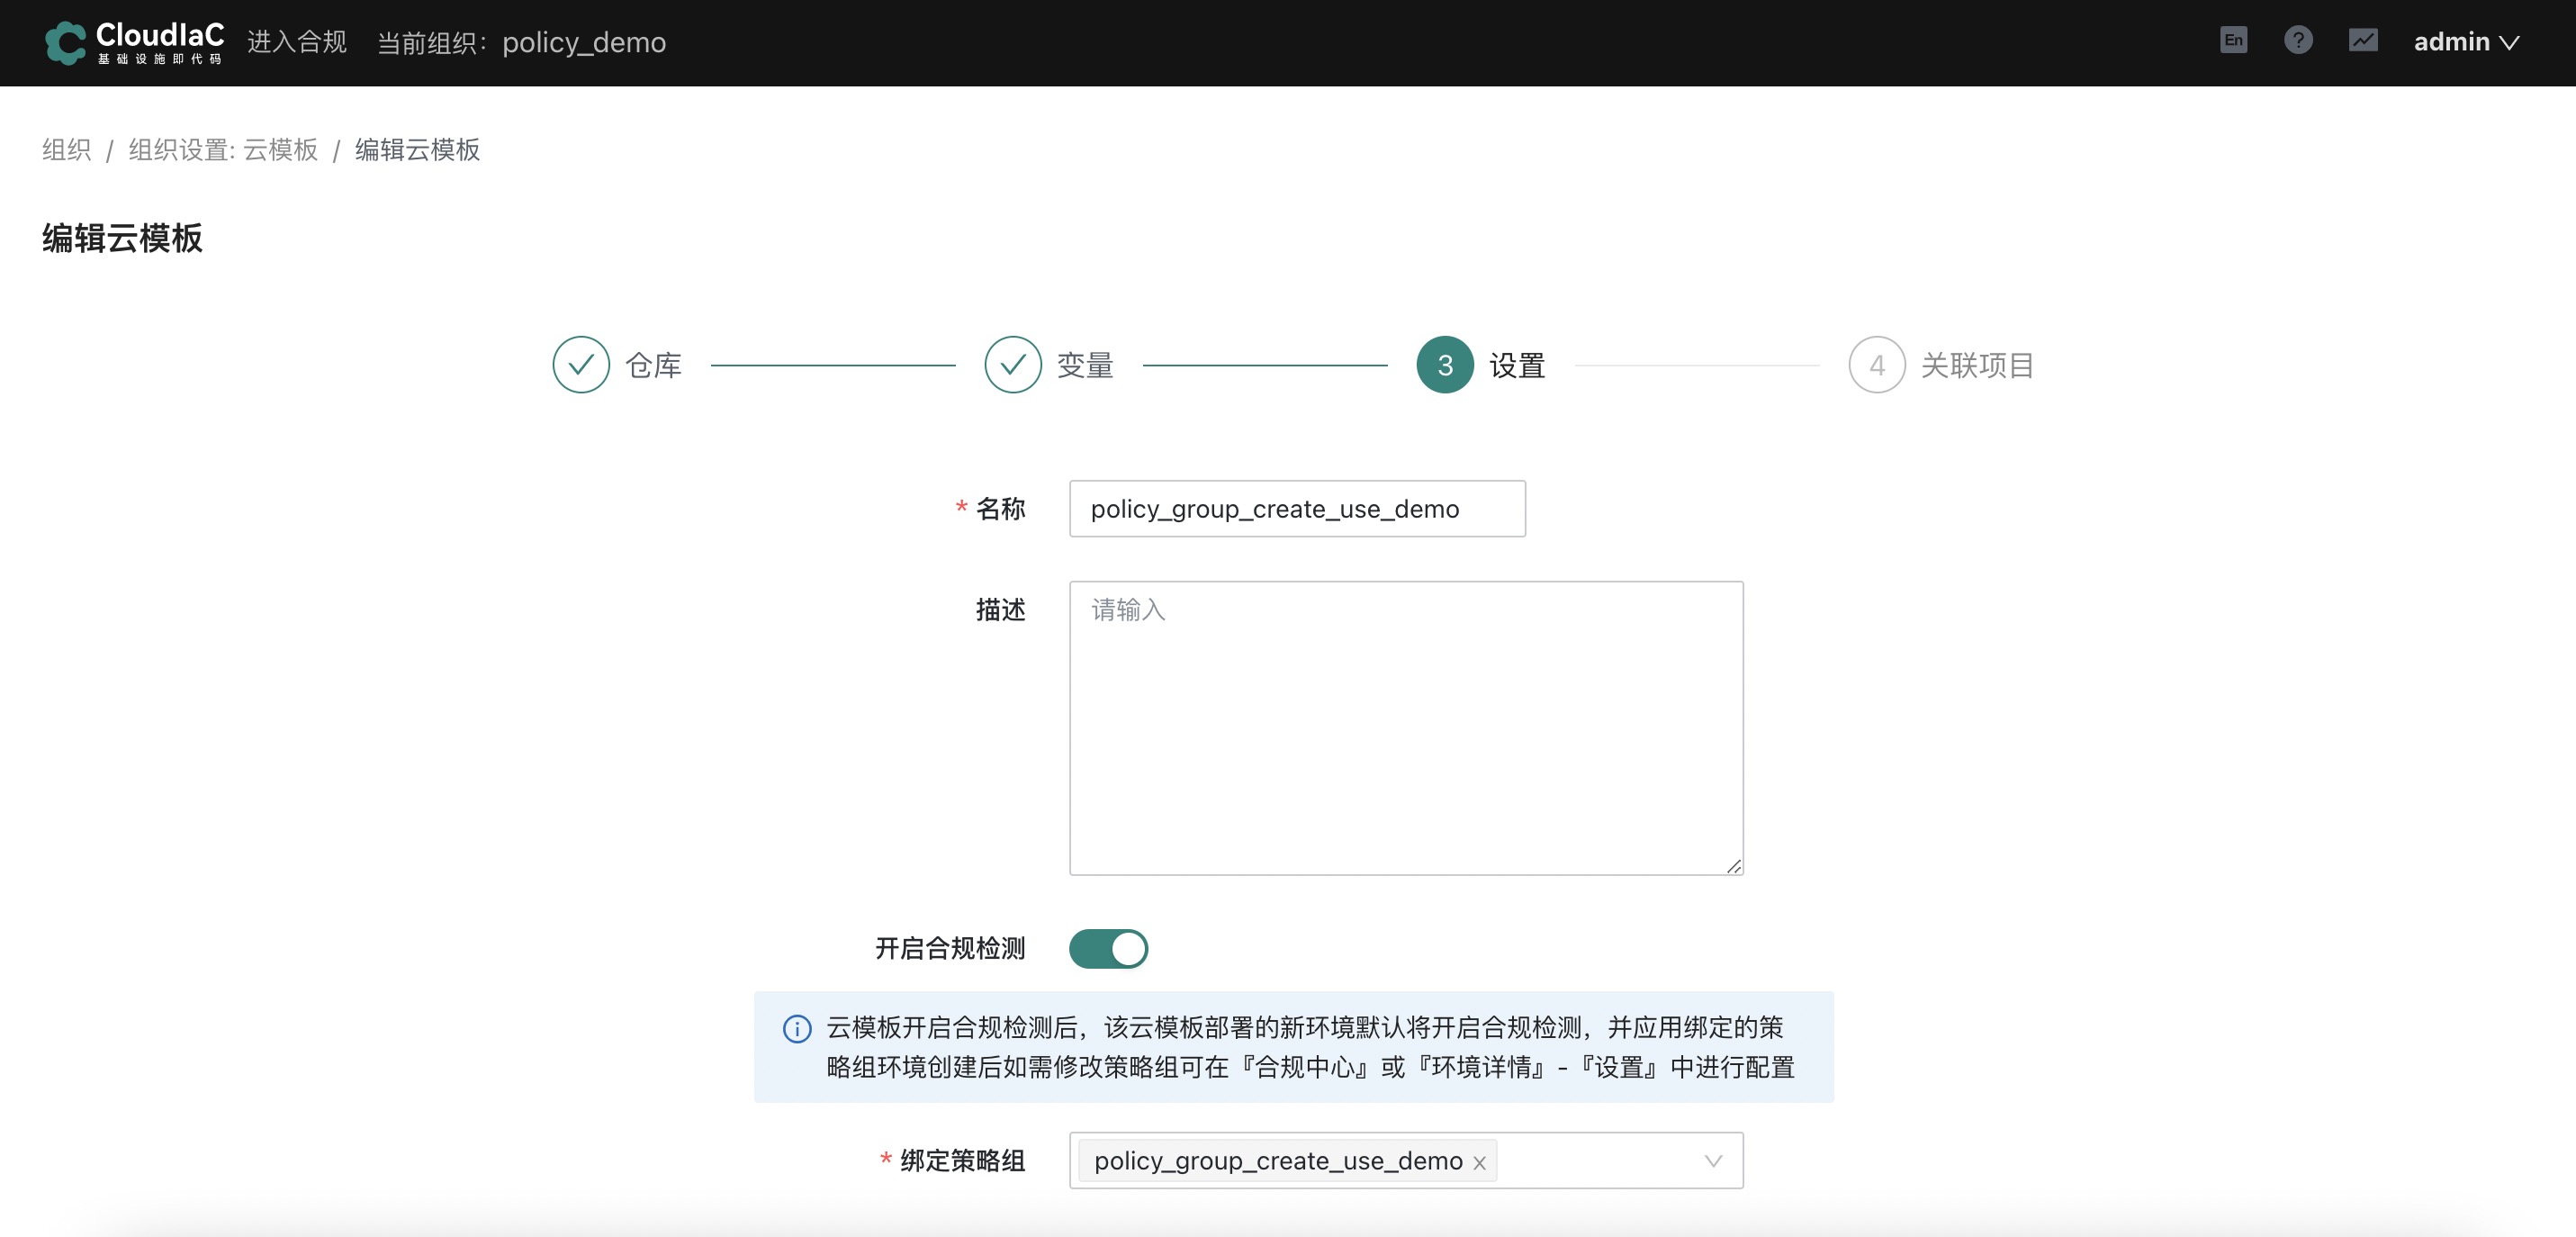 CloudIaC
基础设施即代码
进入合规
当前组织：policy_demo
En
?
admin
组织 / 组织设置: 云模板 / 编辑云模板
编辑云模板
仓库
变量
3 设置
4 关联项目
* 名称
policy_group_create_use_demo
描述
请输入
开启合规检测
云模板开启合规检测后，该云模板部署的新环境默认将开启合规检测，并应用绑定的策
略组环境创建后如需修改策略组可在『合规中心』或『环境详情』-『设置』中进行配置
* 绑定策略组
policy_group_create_use_demo